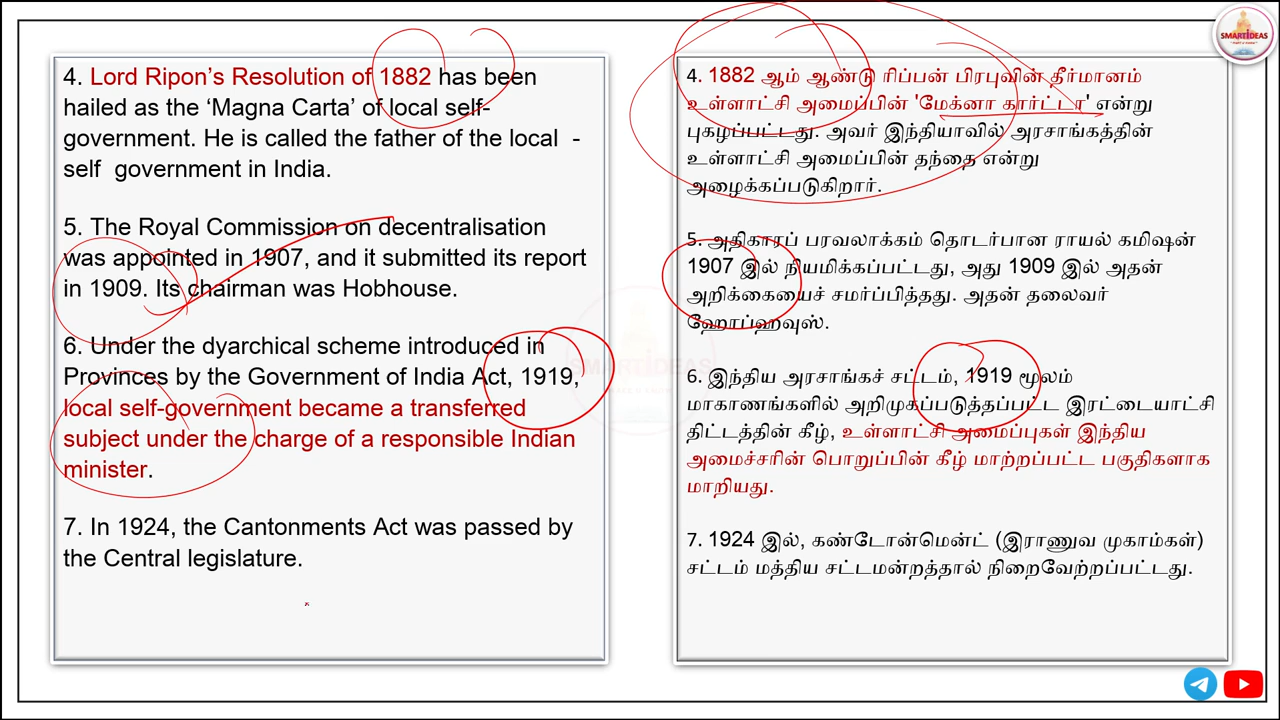 SMARTIDEAS
4. Lord Ripon's Resolution of 1882 has been
hailed as the 'Magna Carta' of local self-
government. He is called the father of the local -
self government in India.
5. The Royal Commission on decentralisation
was appointed in 1907, and it submitted its report
in 1909. Its chairman was Hobhouse.
6. Under the dyarchical scheme introduced in
Provinces by the Government of India Act, 1919,
local self-government became a transferred
subject under the charge of a responsible Indian
minister.
7. In 1924, the Cantonments Act was passed by
the Central legislature.
4. 1882 ஆம் ஆண்டு ரிப்பன் பிரபுவின் தீர்மானம்
உள்ளாட்சி அமைப்பின் 'மேக்னா கார்ட்டா' என்று
புகழப்பட்டது. அவர் இந்தியாவில் அரசாங்கத்தின்
உள்ளாட்சி அமைப்பின் தந்தை என்று
அழைக்கப்படுகிறார்.
5. அதிகாரப் பரவலாக்கம் தொடர்பான ராயல் கமிஷன்
1907 இல் நியமிக்கப்பட்டது, அது 1909 இல் அதன்
அறிக்கையைச் சமர்ப்பித்தது. அதன் தலைவர்
ஹோப்ஹவுஸ்.
6. இந்திய அரசாங்கச் சட்டம், 1919 மூலம்
மாகாணங்களில் அறிமுகப்படுத்தப்பட்ட இரட்டையாட்சி
திட்டத்தின் கீழ், உள்ளாட்சி அமைப்புகள் இந்திய
அமைச்சரின் பொறுப்பின் கீழ் மாற்றப்பட்ட பகுதிகளாக
மாறியது.
7. 1924 இல், கண்டோன்மென்ட் (இராணுவ முகாம்கள்)
சட்டம் மத்திய சட்டமன்றத்தால் நிறைவேற்றப்பட்டது.
SMARTIDEAS